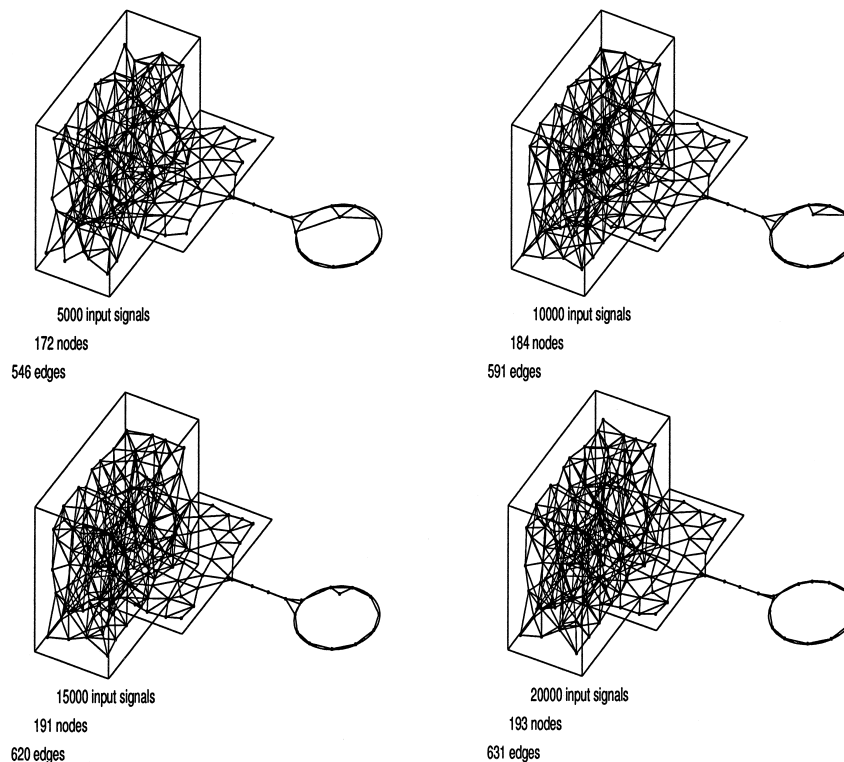 5000 input signals
172 nodes
546 edges
10000 input signals
184 nodes
591 edges
15000 input signals
191 nodes
620 edges
20000 input signals
193 nodes
631 edges